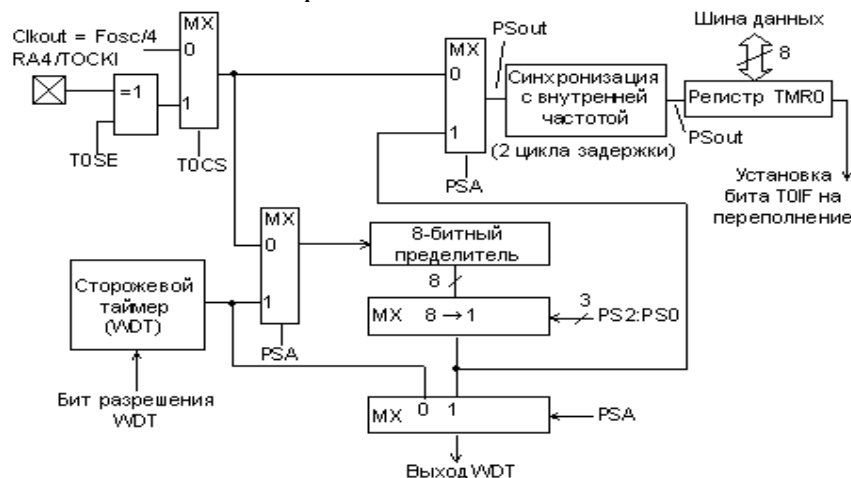 Clkout = Fosc/4
RA4/TOCKI
=1
T0SE
MX
0
1
T0CS
MX
0
1
PSA
PSout
Синхронизация
с внутренней
частотой
(2 цикла задержки)
PSout
Шина данных
8
Регистр TMR0
Установка
бита T0IF на
переполнение
MX
0
1
PSA
8-битный
пределитель
8
MX 8→1
3
PS2:PS0
Сторожевой
таймер
(WDT)
Бит разрешения
WDT
MX 0 1
PSA
Выход WDT